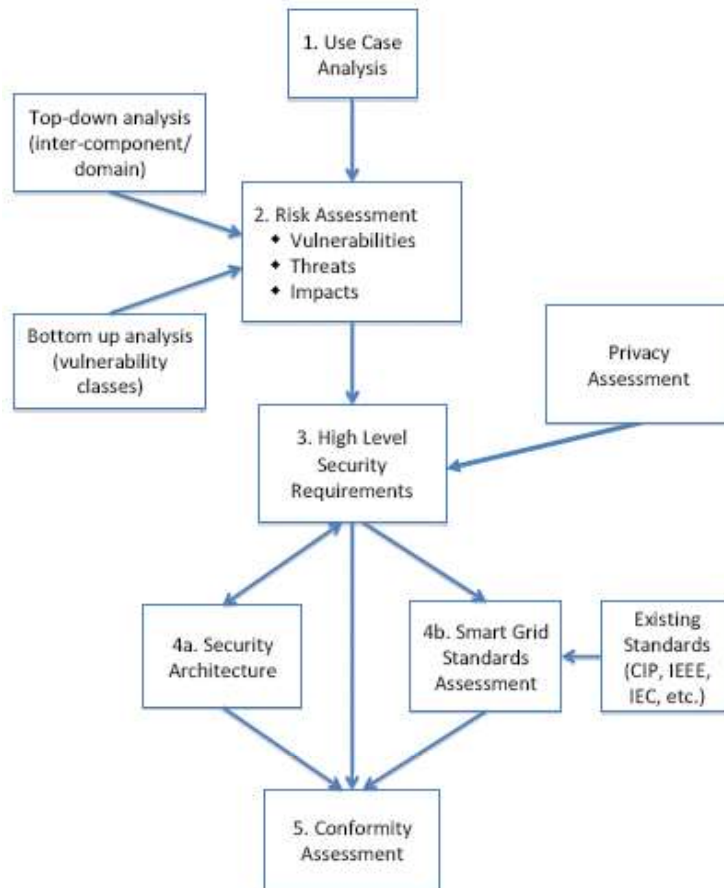 1. Use Case
Analysis
Top-down analysis
(inter-component/
domain)
2. Risk Assessment
◆ Vulnerabilities
◆ Threats
◆ Impacts
Bottom up analysis
(vulnerability
classes)
Privacy
Assessment
3. High Level
Security
Requirements
4a. Security
Architecture
4b. Smart Grid
Standards
Assessment
Existing
Standards
(CIP, IEEE,
IEC, etc.)
5. Conformity
Assessment